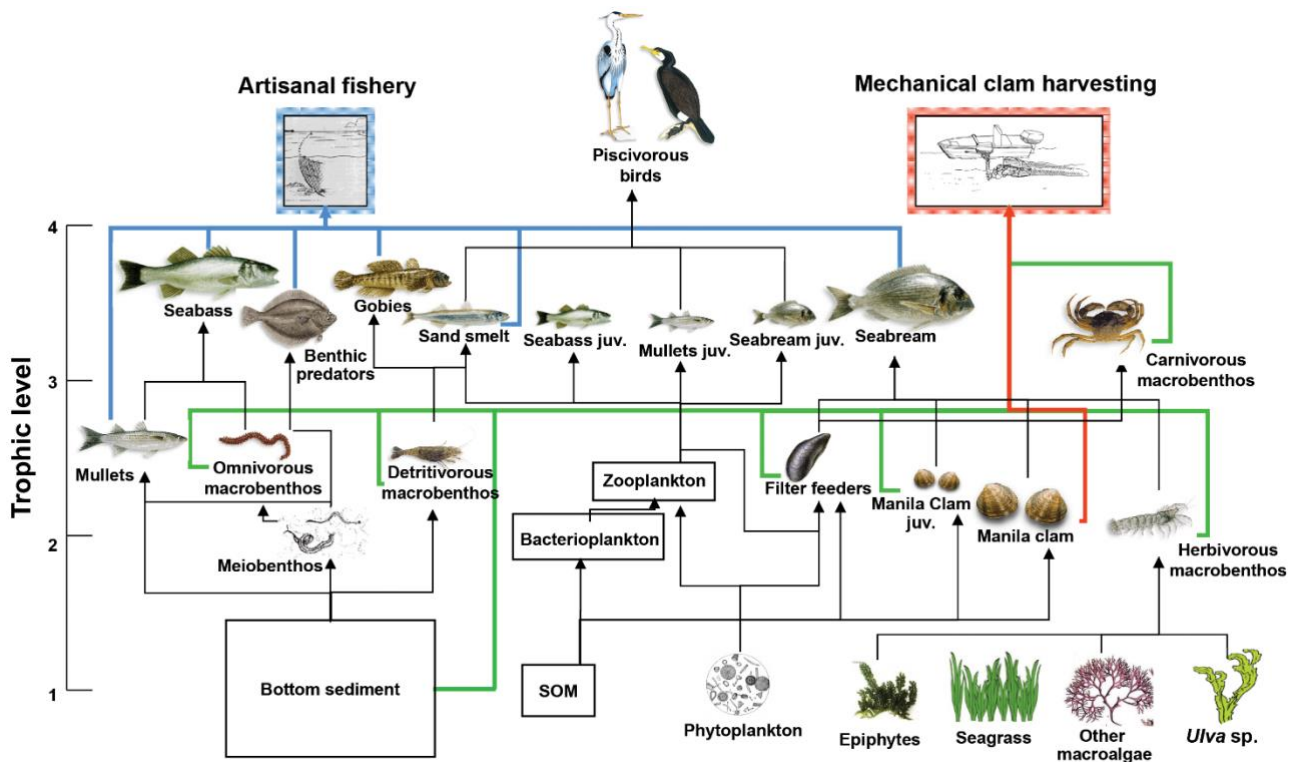 Artisanal fishery
Mechanical clam harvesting
Piscivorous
birds
Trophic level
4
3
2
1
Seabass
Benthic
predators
Gobies
Sand smelt
Seabass juv.
Mullets juv.
Seabream juv.
Seabream
Carnivorous
macrobenthos
Mullets
Omnivorous
macrobenthos
Meiobenthos
Detritivorous
macrobenthos
Zooplankton
Bacterioplankton
Filter feeders
Manila Clam
juv.
Manila clam
Herbivorous
macrobenthos
Bottom sediment
SOM
Phytoplankton
Epiphytes
Seagrass
Other
macroalgae
Ulva sp.